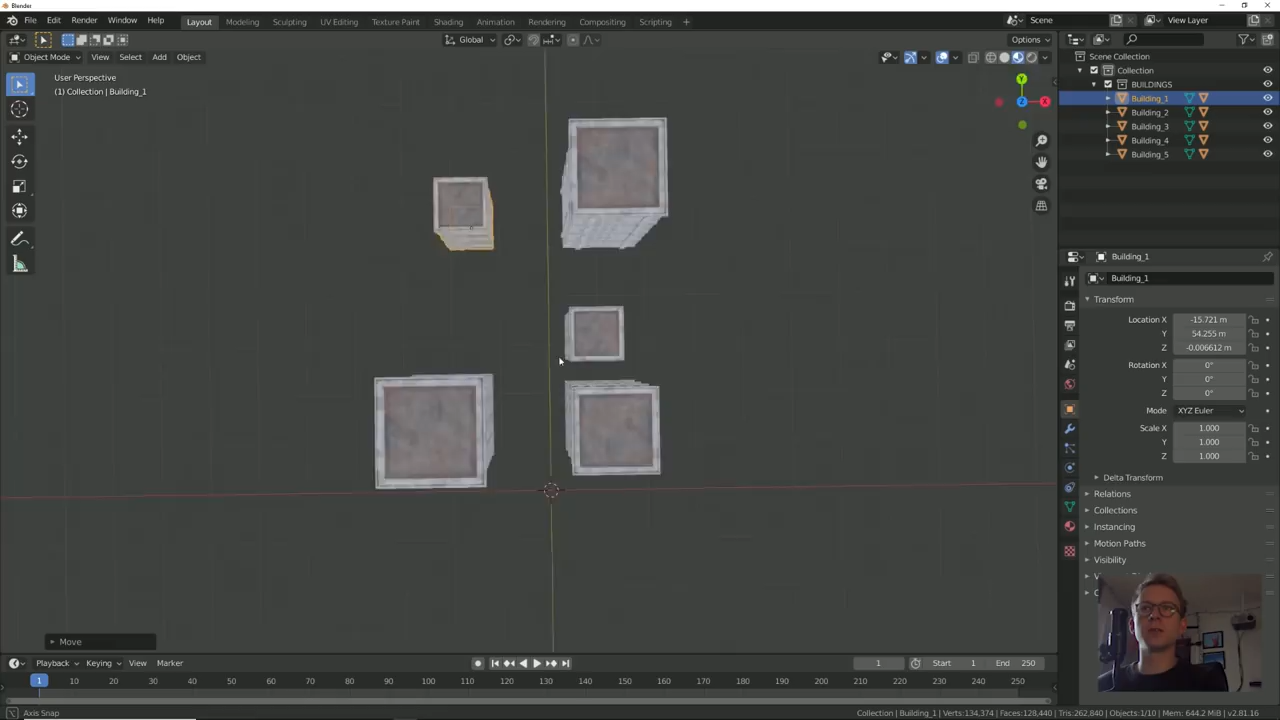 Blender
File Edit Render Window Help
Layout Modeling Sculpting UV Editing Texture Paint Shading Animation Rendering Compositing Scripting +
Scene
View Layer
Global
Options
Object Mode View Select Add Object
User Perspective
(1) Collection | Building_1
Y
Z
X
Scene Collection
Collection
BUILDINGS
Building_1
Building_2
Building_3
Building_4
Building_5
Building_1
Building_1
Transform
Location X -15.721 m
Y 54.255 m
Z -0.006612 m
Rotation X 0°
Y 0°
Z 0°
Mode XYZ Euler
Scale X 1.000
Y 1.000
Z 1.000
Delta Transform
Relations
Collections
Instancing
Motion Paths
Visibility
Move
Playback Keying View Marker
1
Start 1
End 250
1 10 20 30 40 50 60 70 80 90 100 110 120 130 140 150 160 170 180 190 200 210 220 230 240 250
Axis Snap
Collection | Building_1 | Verts:134,374 | Faces:128,440 | Tris:262,840 | Objects:1/10 | Mem: 644.2 MiB | v2.81.16